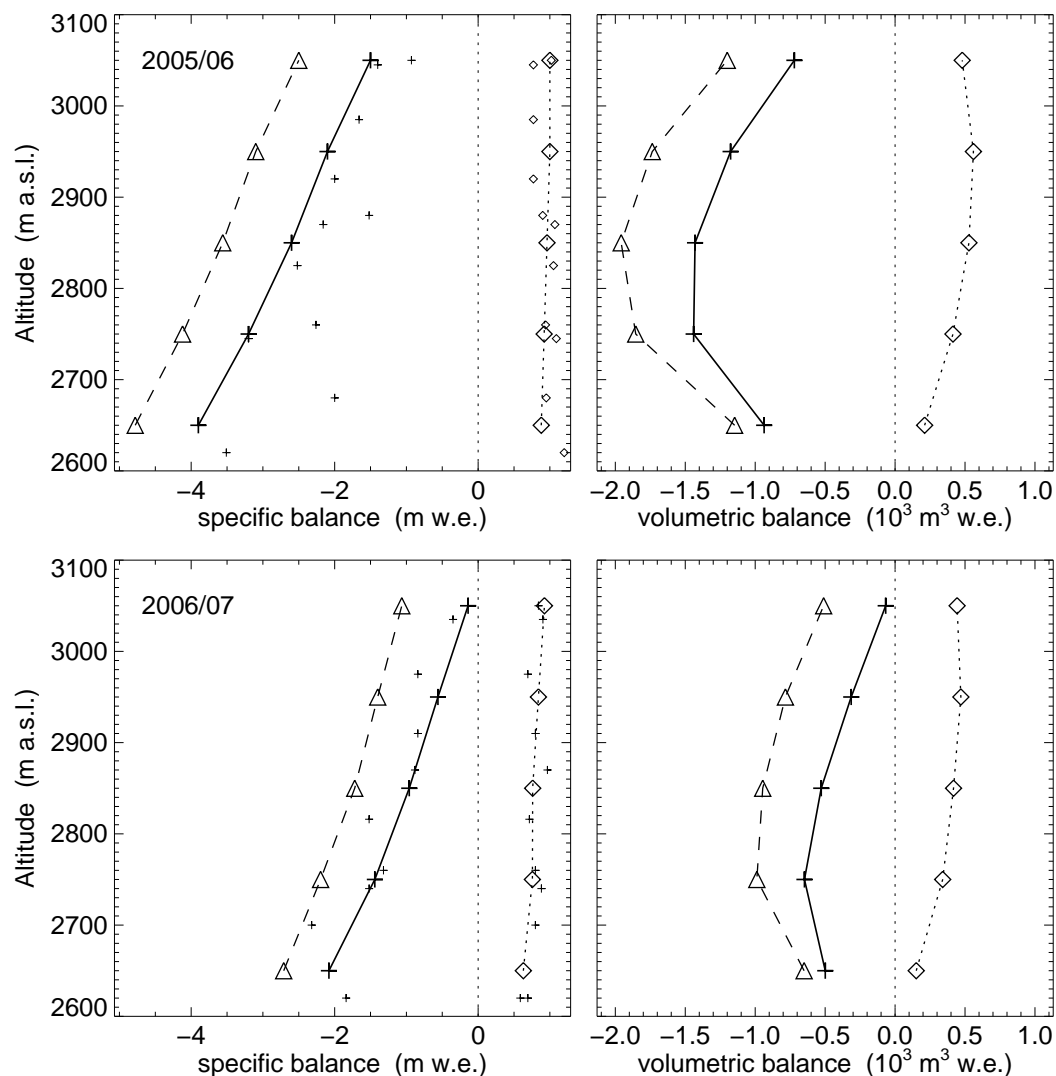 3100
3000
2900
2800
2700
2600
Altitude (m a.s.l.)
2005/06
−4 −2 0
specific balance (m w.e.)
−2.0 −1.5 −1.0 −0.5 0.0 0.5 1.0
volumetric balance (10³ m³ w.e.)
3100
3000
2900
2800
2700
2600
Altitude (m a.s.l.)
2006/07
−4 −2 0
specific balance (m w.e.)
−2.0 −1.5 −1.0 −0.5 0.0 0.5 1.0
volumetric balance (10³ m³ w.e.)